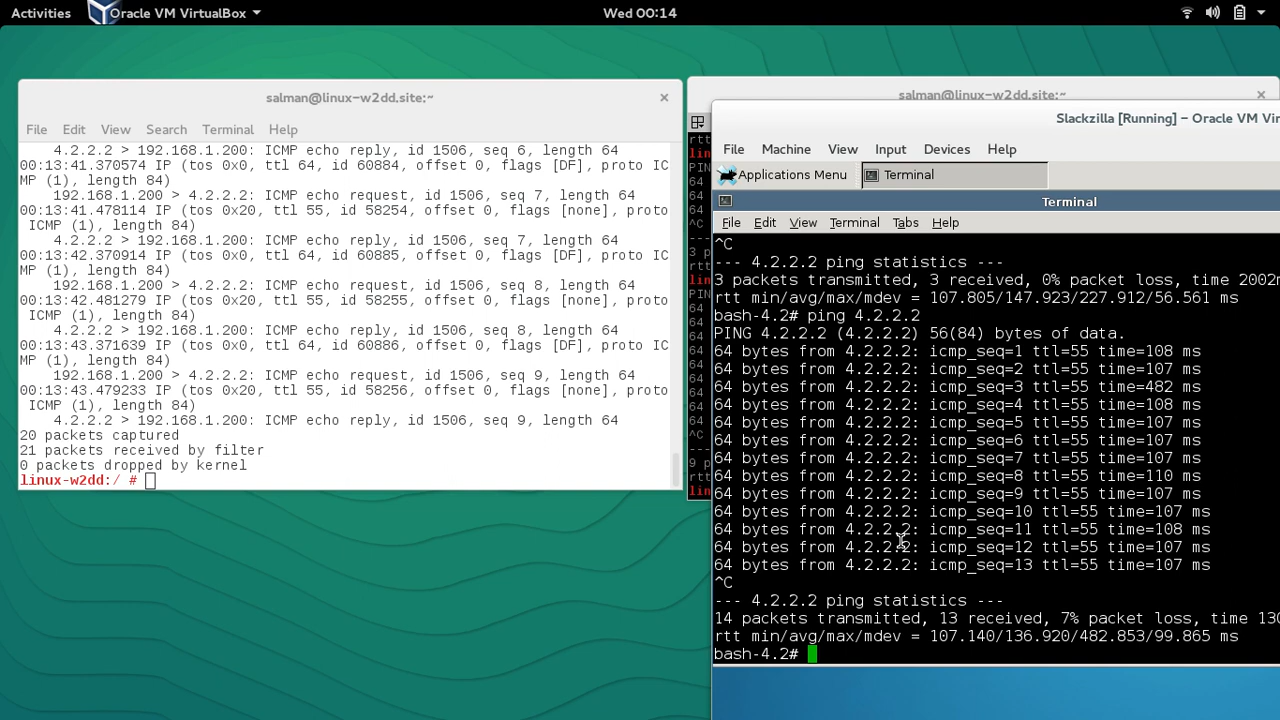 Activities Oracle VM VirtualBox Wed 00:14
salman@linux-w2dd.site:~ ×
File Edit View Search Terminal Help
4.2.2.2 > 192.168.1.200: ICMP echo reply, id 1506, seq 6, length 64
00:13:41.370574 IP (tos 0x0, ttl 64, id 60884, offset 0, flags [DF], proto IC
MP (1), length 84)
192.168.1.200 > 4.2.2.2: ICMP echo request, id 1506, seq 7, length 64
00:13:41.478114 IP (tos 0x20, ttl 55, id 58254, offset 0, flags [none], proto
ICMP (1), length 84)
4.2.2.2 > 192.168.1.200: ICMP echo reply, id 1506, seq 7, length 64
00:13:42.370914 IP (tos 0x0, ttl 64, id 60885, offset 0, flags [DF], proto IC
MP (1), length 84)
192.168.1.200 > 4.2.2.2: ICMP echo request, id 1506, seq 8, length 64
00:13:42.481279 IP (tos 0x20, ttl 55, id 58255, offset 0, flags [none], proto
ICMP (1), length 84)
4.2.2.2 > 192.168.1.200: ICMP echo reply, id 1506, seq 8, length 64
00:13:43.371639 IP (tos 0x0, ttl 64, id 60886, offset 0, flags [DF], proto IC
MP (1), length 84)
192.168.1.200 > 4.2.2.2: ICMP echo request, id 1506, seq 9, length 64
00:13:43.479233 IP (tos 0x20, ttl 55, id 58256, offset 0, flags [none], proto
ICMP (1), length 84)
4.2.2.2 > 192.168.1.200: ICMP echo reply, id 1506, seq 9, length 64
20 packets captured
21 packets received by filter
0 packets dropped by kernel
linux-w2dd:/ #
salman@linux-w2dd.site:~ ×
rtt
lin
PIN
64
64
64
^C
---
3 p
rtt
lin
PIN
64
64
64
64
64
64
64
^C
---
9 p
lin
Slackzilla [Running] – Oracle VM Vir
File Machine View Input Devices Help
Applications Menu Terminal
Terminal
File Edit View Terminal Tabs Help
^C
--- 4.2.2.2 ping statistics ---
3 packets transmitted, 3 received, 0% packet loss, time 2002m
rtt min/avg/max/mdev = 107.805/147.923/227.912/56.561 ms
bash-4.2# ping 4.2.2.2
PING 4.2.2.2 (4.2.2.2) 56(84) bytes of data.
64 bytes from 4.2.2.2: icmp_seq=1 ttl=55 time=108 ms
64 bytes from 4.2.2.2: icmp_seq=2 ttl=55 time=107 ms
64 bytes from 4.2.2.2: icmp_seq=3 ttl=55 time=482 ms
64 bytes from 4.2.2.2: icmp_seq=4 ttl=55 time=108 ms
64 bytes from 4.2.2.2: icmp_seq=5 ttl=55 time=107 ms
64 bytes from 4.2.2.2: icmp_seq=6 ttl=55 time=107 ms
64 bytes from 4.2.2.2: icmp_seq=7 ttl=55 time=107 ms
64 bytes from 4.2.2.2: icmp_seq=8 ttl=55 time=110 ms
64 bytes from 4.2.2.2: icmp_seq=9 ttl=55 time=107 ms
64 bytes from 4.2.2.2: icmp_seq=10 ttl=55 time=107 ms
64 bytes from 4.2.2.2: icmp_seq=11 ttl=55 time=108 ms
64 bytes from 4.2.2.2: icmp_seq=12 ttl=55 time=107 ms
64 bytes from 4.2.2.2: icmp_seq=13 ttl=55 time=107 ms
^C
--- 4.2.2.2 ping statistics ---
14 packets transmitted, 13 received, 7% packet loss, time 130
rtt min/avg/max/mdev = 107.140/136.920/482.853/99.865 ms
bash-4.2#